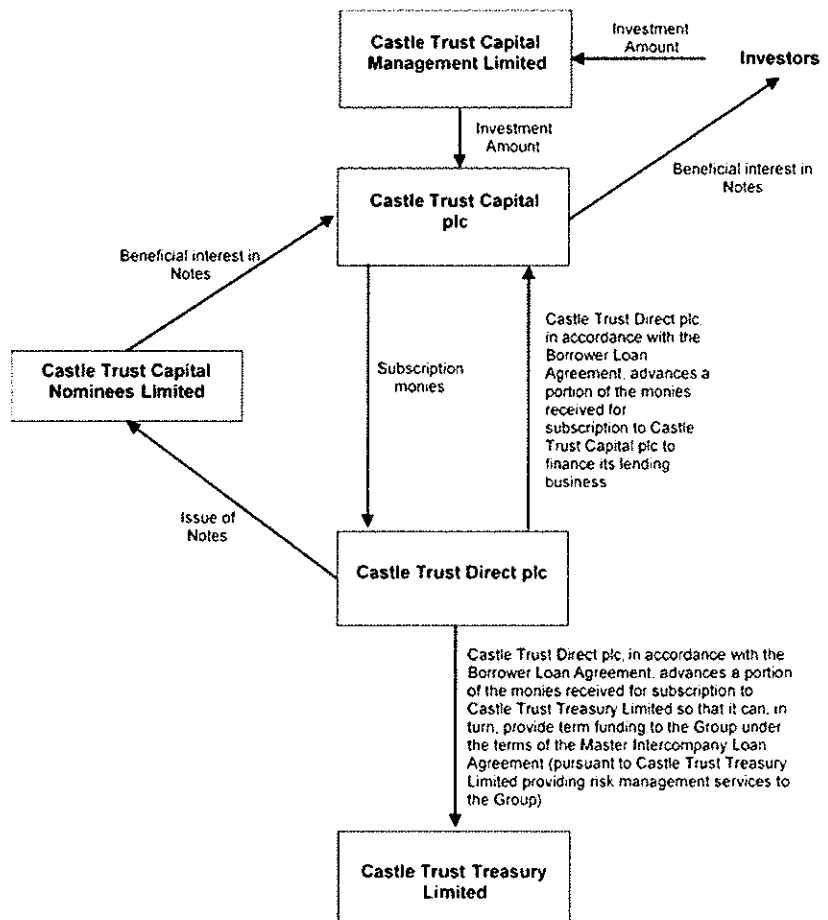 Castle Trust Capital
Management Limited
Investment
Amount
Investors
Investment
Amount
Castle Trust Capital
plc
Beneficial interest in
Notes
Beneficial interest in
Notes
Castle Trust Capital
Nominees Limited
Subscription
monies
Castle Trust Direct plc,
in accordance with the
Borrower Loan
Agreement, advances a
portion of the monies
received for
subscription to Castle
Trust Capital plc to
finance its lending
business
Issue of
Notes
Castle Trust Direct plc
Castle Trust Direct plc, in accordance with the
Borrower Loan Agreement, advances a portion
of the monies received for subscription to
Castle Trust Treasury Limited so that it can, in
turn, provide term funding to the Group under
the terms of the Master Intercompany Loan
Agreement (pursuant to Castle Trust Treasury
Limited providing risk management services to
the Group)
Castle Trust Treasury
Limited